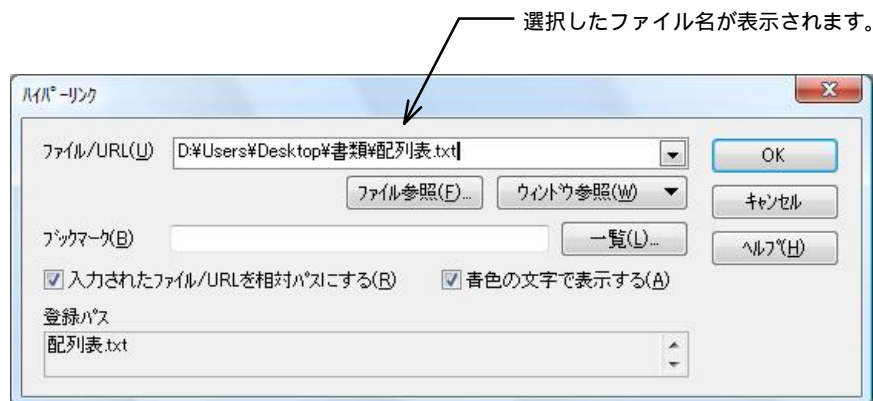 選択したファイル名が表示されます。
ﾊｲﾊﾟｰﾘﾝｸ
ﾌｧｲﾙ/URL(U) D:¥Users¥Desktop¥書類¥配列表.txt OK
ﾌｧｲﾙ参照(F)... ｳｨﾝﾄﾞｳ参照(W) ｷｬﾝｾﾙ
ﾌﾞｯｸﾏｰｸ(B) 一覧(L)... ﾍﾙﾌﾟ(H)
入力されたﾌｧｲﾙ/URLを相対ﾊﾟｽにする(R) 青色の文字で表示する(A)
登録ﾊﾟｽ
配列表.txt